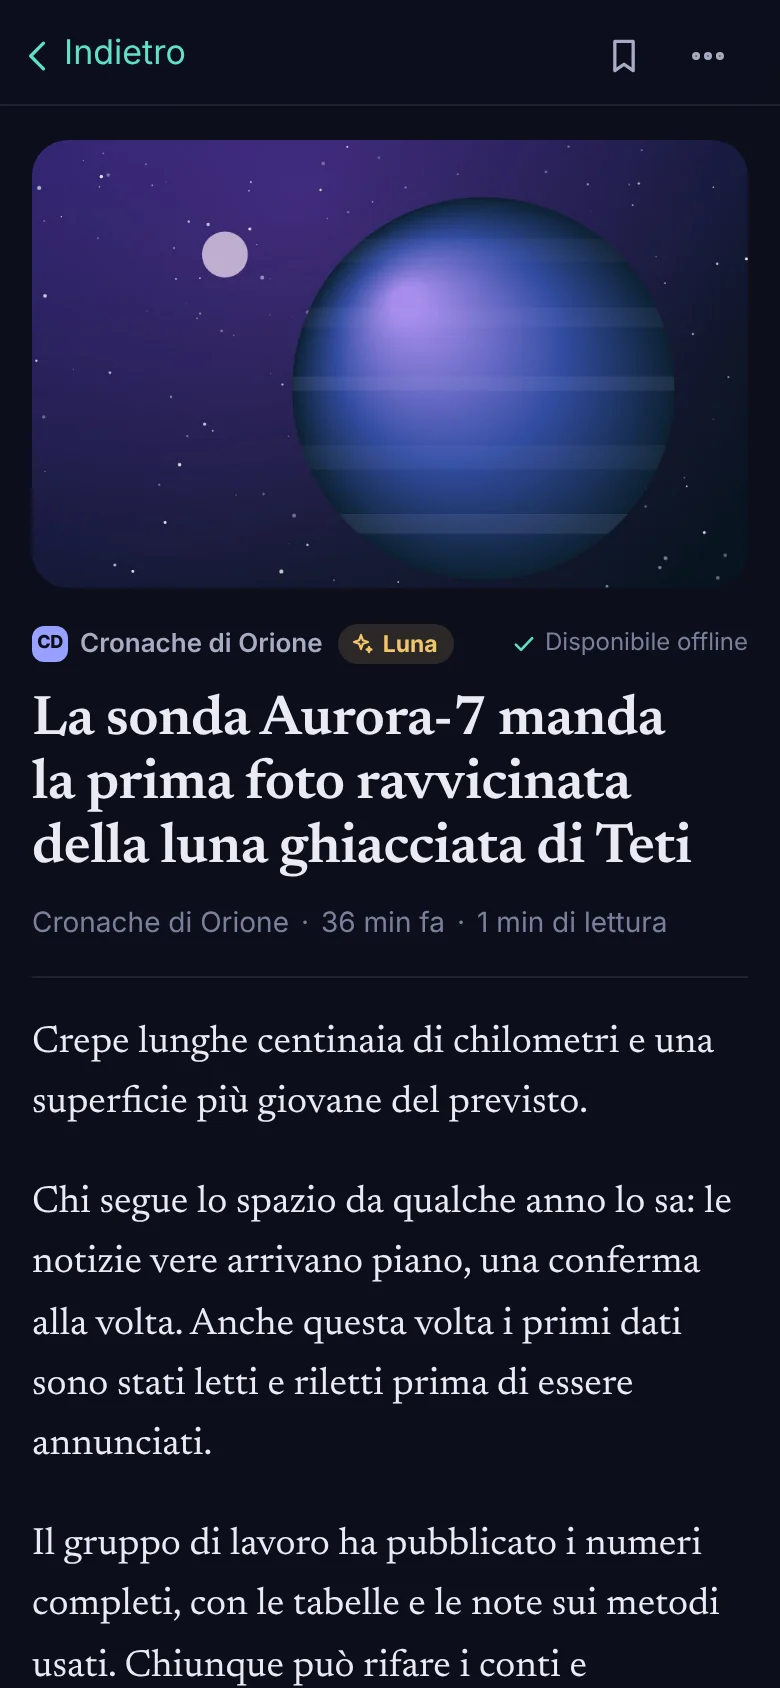 Indietro
CD Cronache di Orione Luna Disponibile offline
La sonda Aurora-7 manda
la prima foto ravvicinata
della luna ghiacciata di Teti
Cronache di Orione · 36 min fa · 1 min di lettura
Crepe lunghe centinaia di chilometri e una
superficie più giovane del previsto.
Chi segue lo spazio da qualche anno lo sa: le
notizie vere arrivano piano, una conferma
alla volta. Anche questa volta i primi dati
sono stati letti e riletti prima di essere
annunciati.
Il gruppo di lavoro ha pubblicato i numeri
completi, con le tabelle e le note sui metodi
usati. Chiunque può rifare i conti e